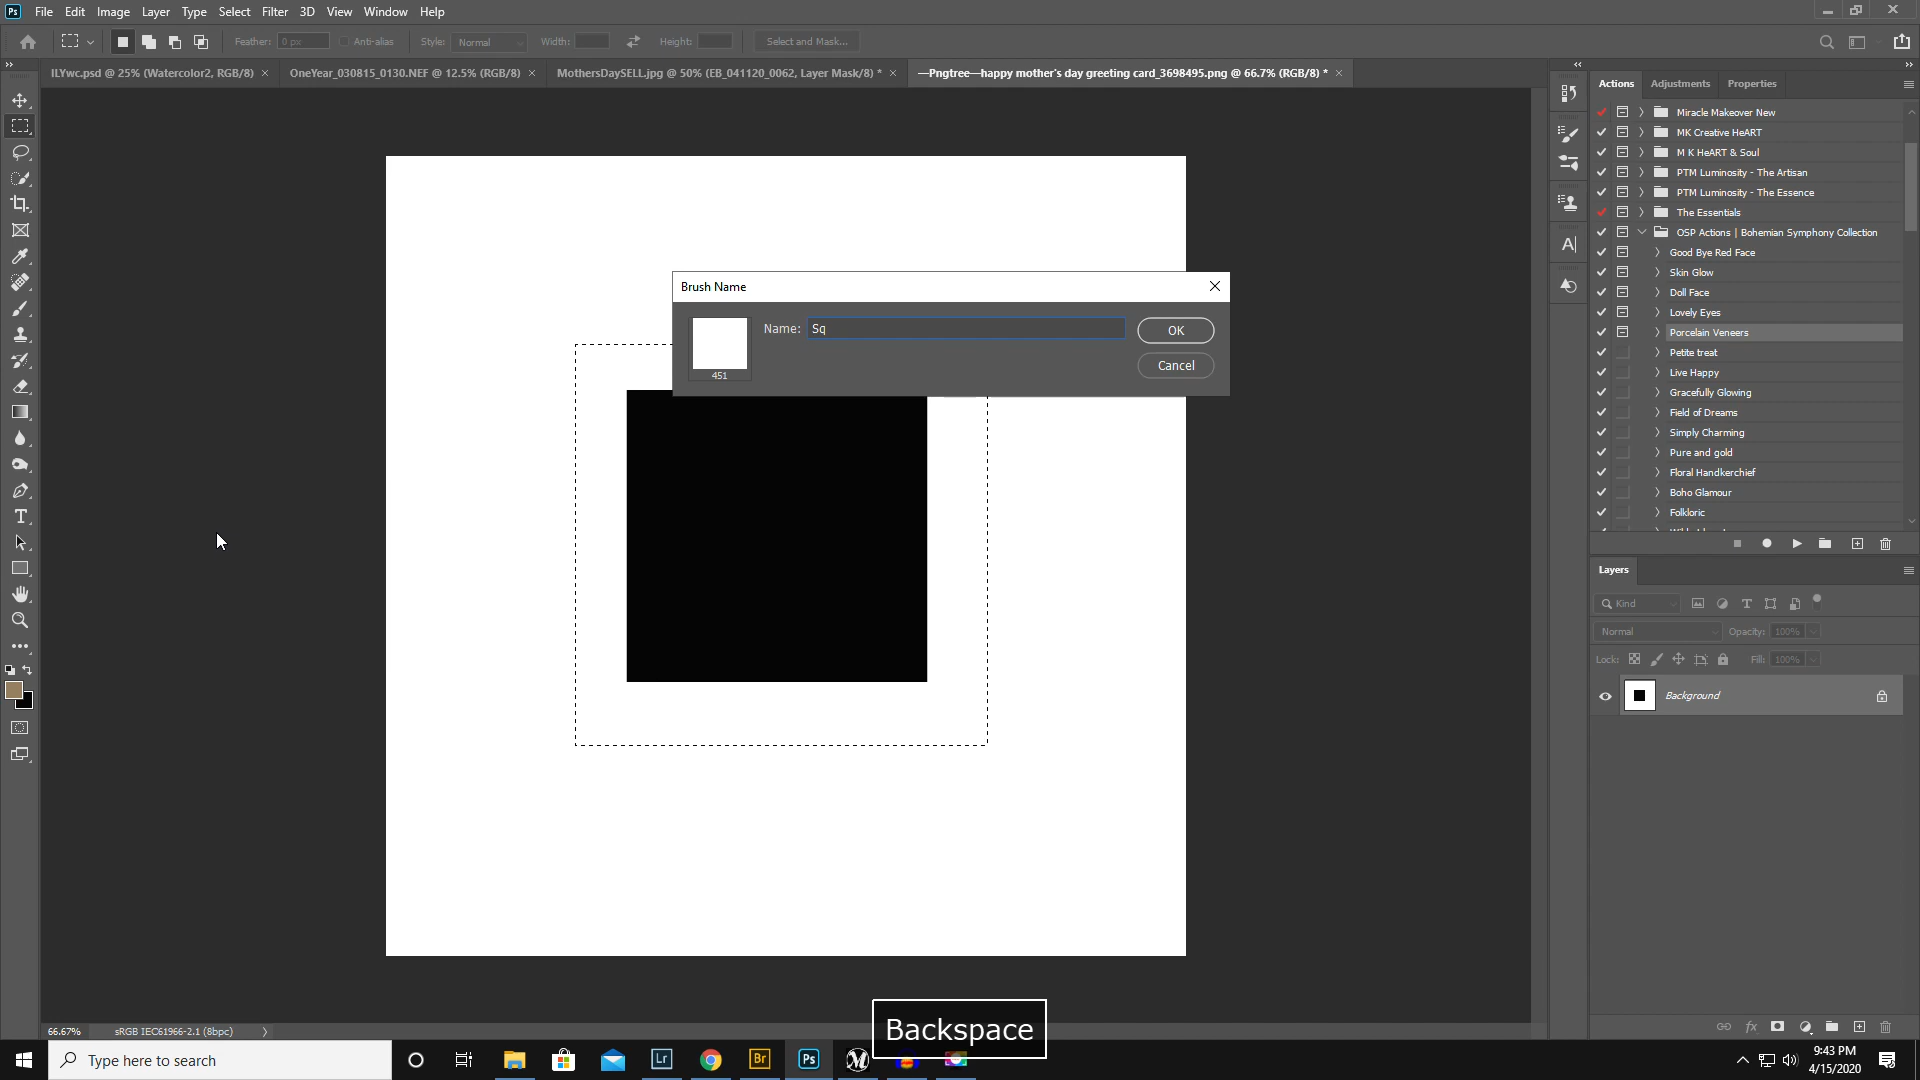 Ps File Edit Image Layer Type Select Filter 3D View Window Help
Feather: 0 px Anti-alias Style: Normal Width: Height: Select and Mask...
ILYwc.psd @ 25% (Watercolor2, RGB/8) × OneYear_030815_0130.NEF @ 12.5% (RGB/8) × MothersDaySELL.jpg @ 50% (EB_041120_0062, Layer Mask/8) * × —Pngtree—happy mother's day greeting card_3698495.png @ 66.7% (RGB/8) * ×
Actions Adjustments Properties
Miracle Makeover New
MK Creative HeART
M K HeART & Soul
PTM Luminosity - The Artisan
PTM Luminosity - The Essence
The Essentials
OSP Actions | Bohemian Symphony Collection
Good Bye Red Face
Skin Glow
Doll Face
Lovely Eyes
Porcelain Veneers
Petite treat
Live Happy
Gracefully Glowing
Field of Dreams
Simply Charming
Pure and gold
Floral Handkerchief
Boho Glamour
Folkloric
Brush Name
Name: Sq
OK
451
Cancel
Layers
Kind
Normal Opacity: 100%
Lock: Fill: 100%
Background
fx
66.67% sRGB IEC61966-2.1 (8bpc)
Backspace
Type here to search
Lr Br Ps
9:43 PM
4/15/2020